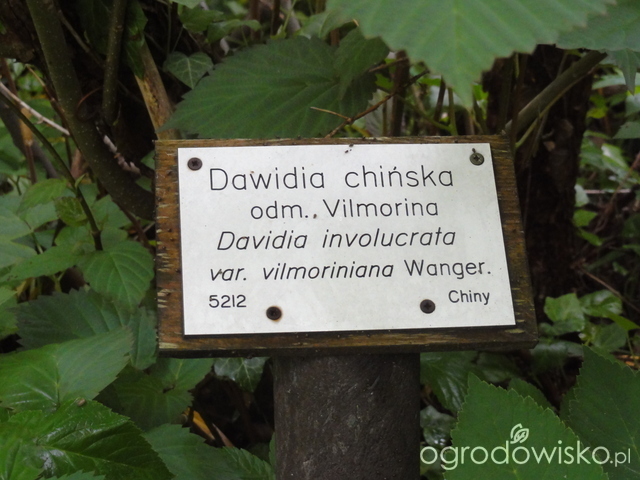 Dawidia chińska
odm. Vilmorina
Davidia involucrata
var. vilmoriniana Wanger.
5212 Chiny
ogrodowisko.pl